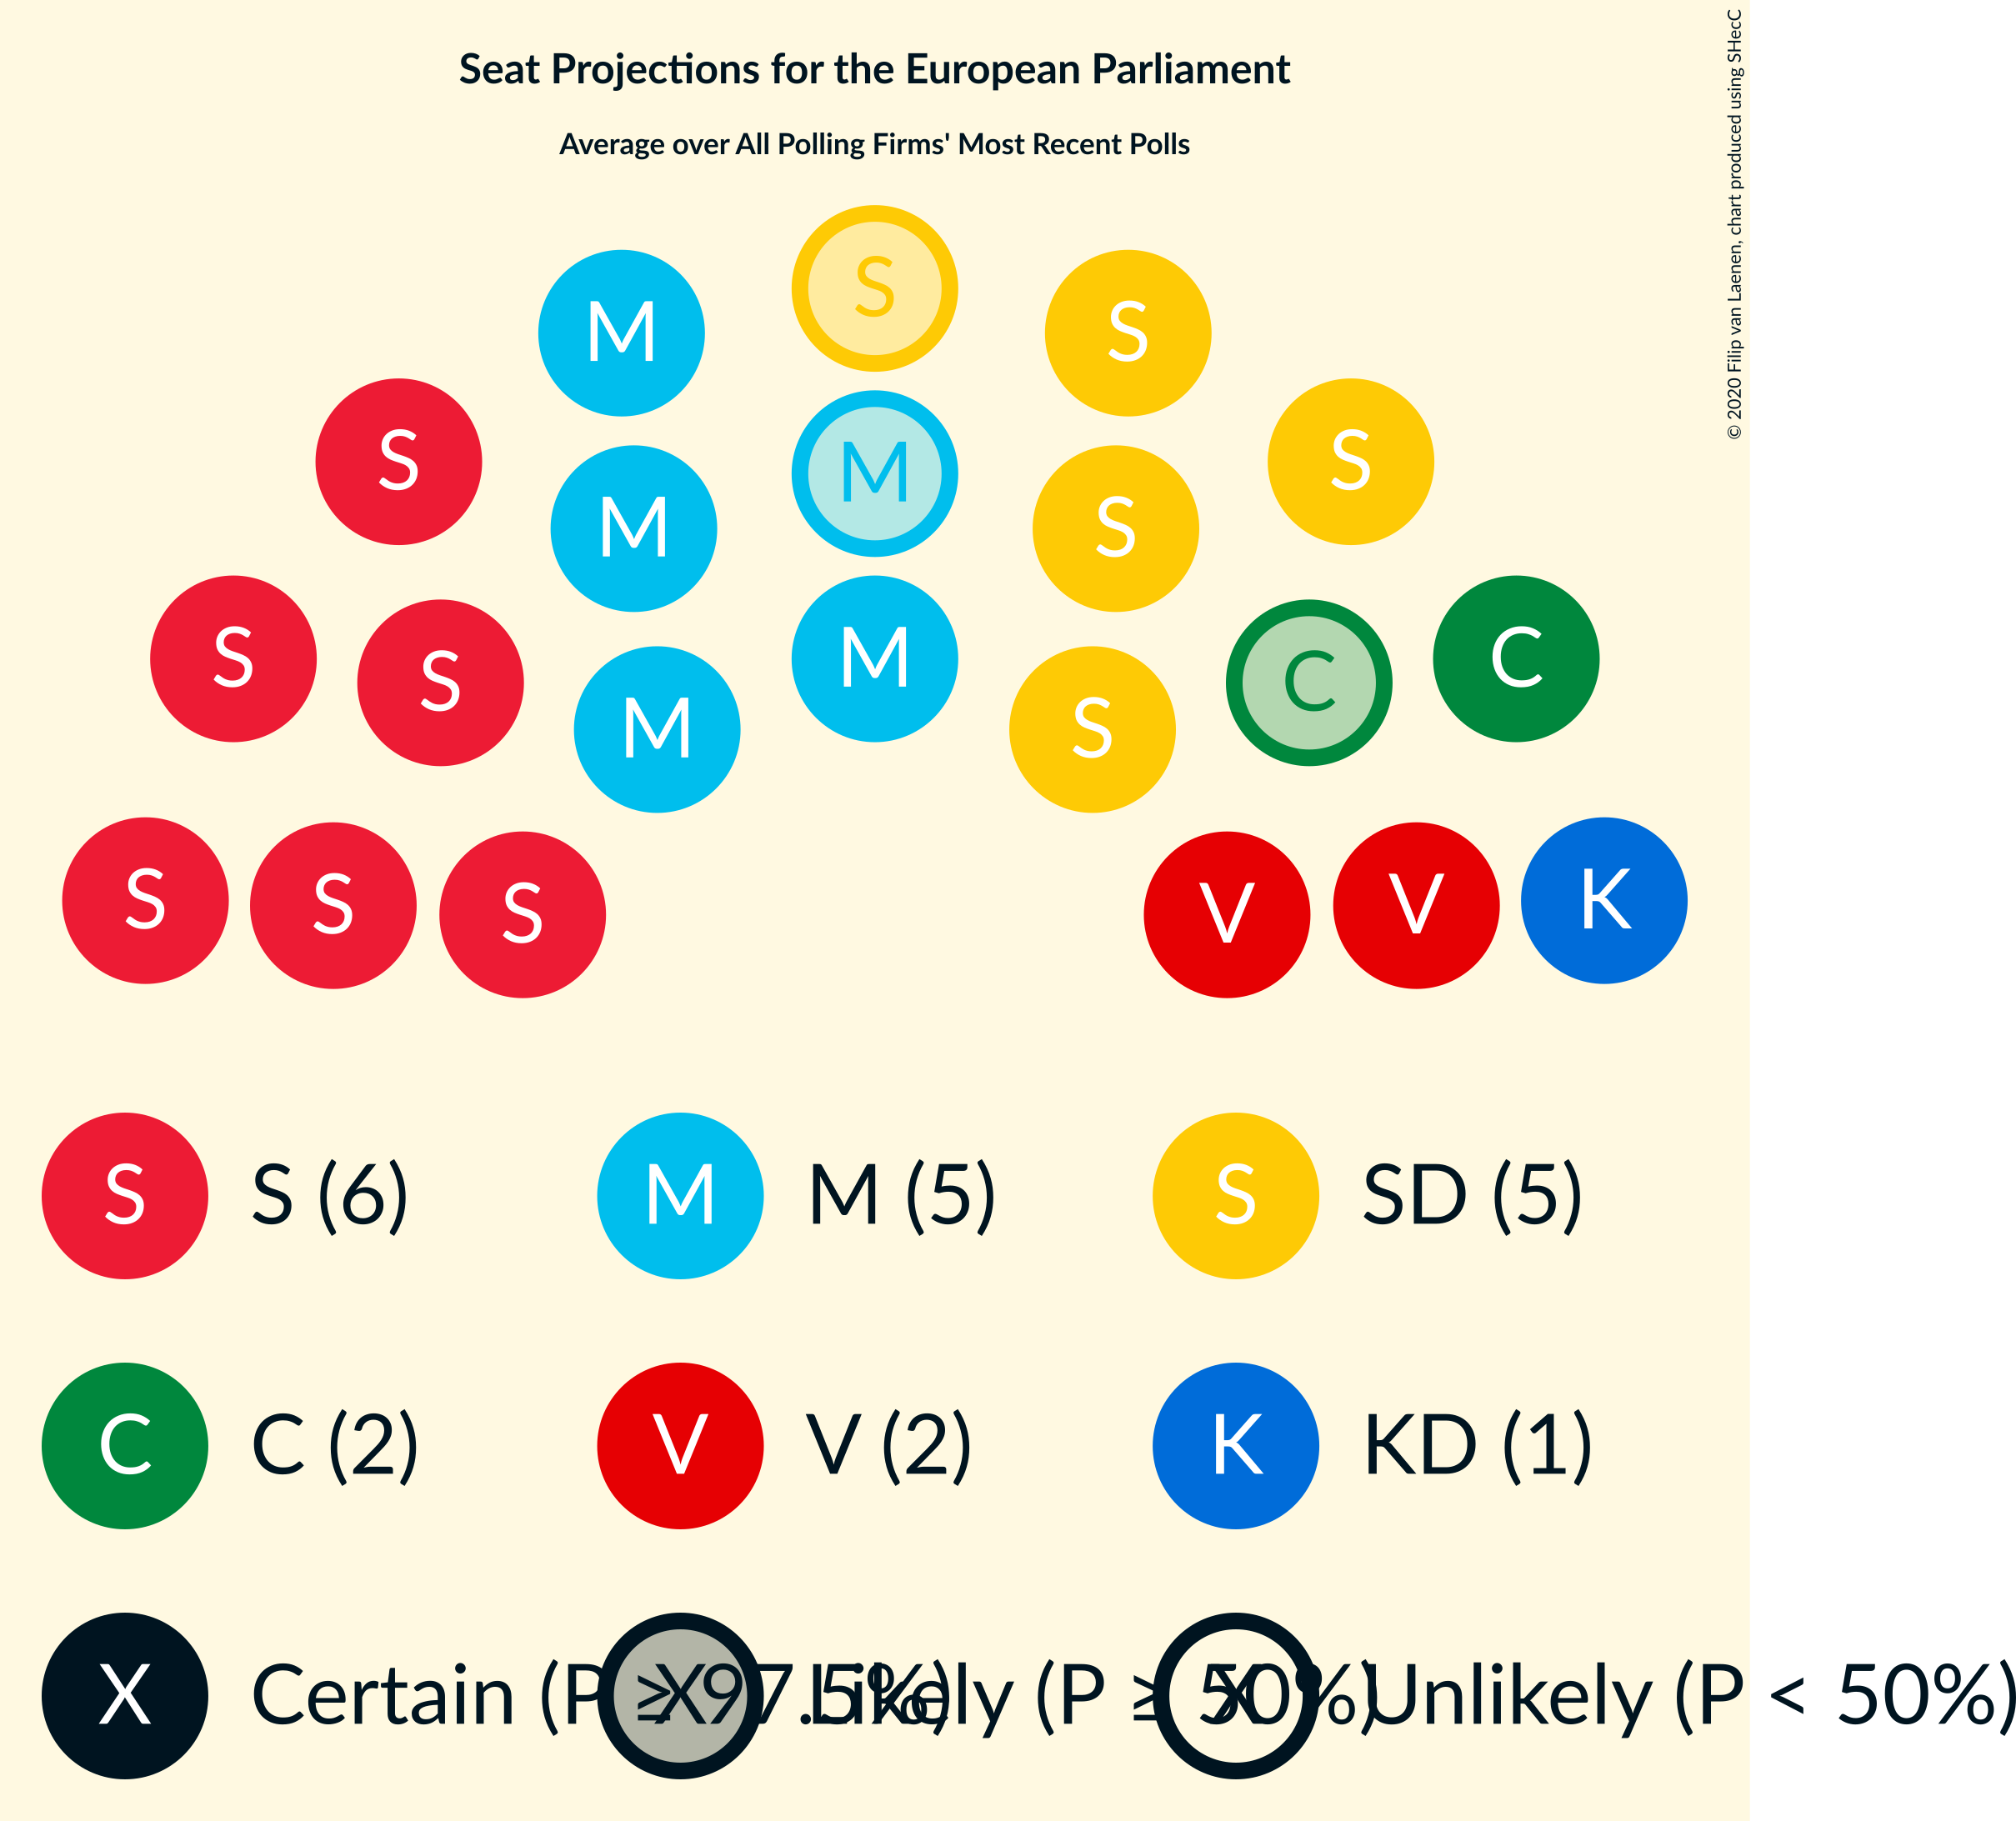 Seat Projections for the European Parliament
Average over All Polling Firms' Most Recent Polls
© 2020 Filip van Laenen, chart produced using SHecC
S
M S S
S M M S S
S S M M S C C
S S S V V K
S S (6) M M (5) S SD (5)
C C (2) V V (2) K KD (1)
X Certain (P ≥ 97.5%) X Likely (P ≥ 50%) X Unlikely (P < 50%)